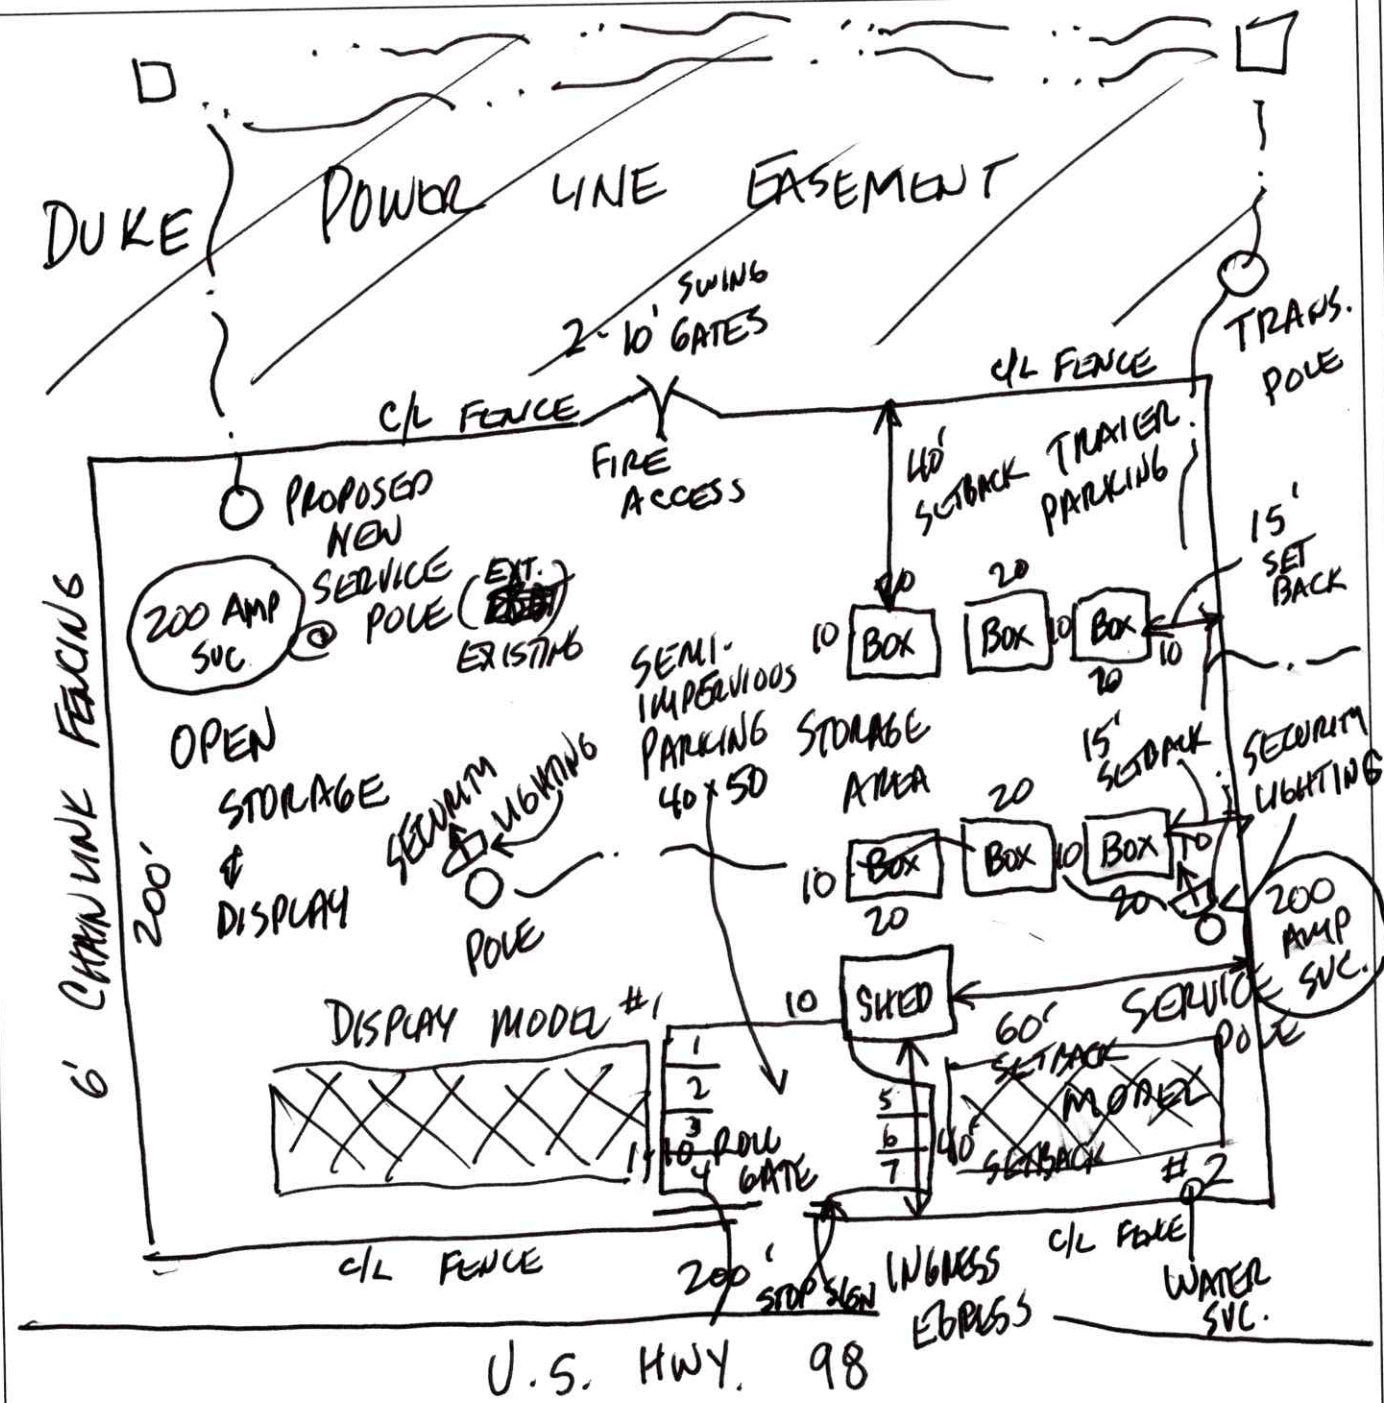 DUKE POWER LINE EASEMENT
SWING
2-10' GATES
TRANS.
POLE
C/L FENCE
C/L FENCE
FIRE
ACCESS
40'
SETBACK
TRAIER
PARKING
15'
SET
BACK
PROPOSED
NEW
SERVICE
POLE (EXT.)
EXISTING
200 AMP
SVC.
6' CHAIN LINK FENCING
200'
OPEN
STORAGE
&
DISPLAY
SECURITY
LIGHTING
POLE
SEMI-
IMPERVIOUS
PARKING
40 x 50
STORAGE
AREA
20
10
BOX
20
BOX
10
BOX
10
20
15'
SETBACK
SECURITY
LIGHTING
10
BOX
20
20
BOX
10
BOX
10
20
200
AMP
SVC.
SERVICE
POLE
10
SHED
60'
SETBACK
DISPLAY MODEL #1
1
2
3
4
5
6
7
1-10 ROLL
GATE
40'
SETBACK
MODEL
#2
C/L FENCE
200'
STOP SIGN
INGRESS
EGRESS
C/L FENCE
WATER
SVC.
U.S. HWY. 98